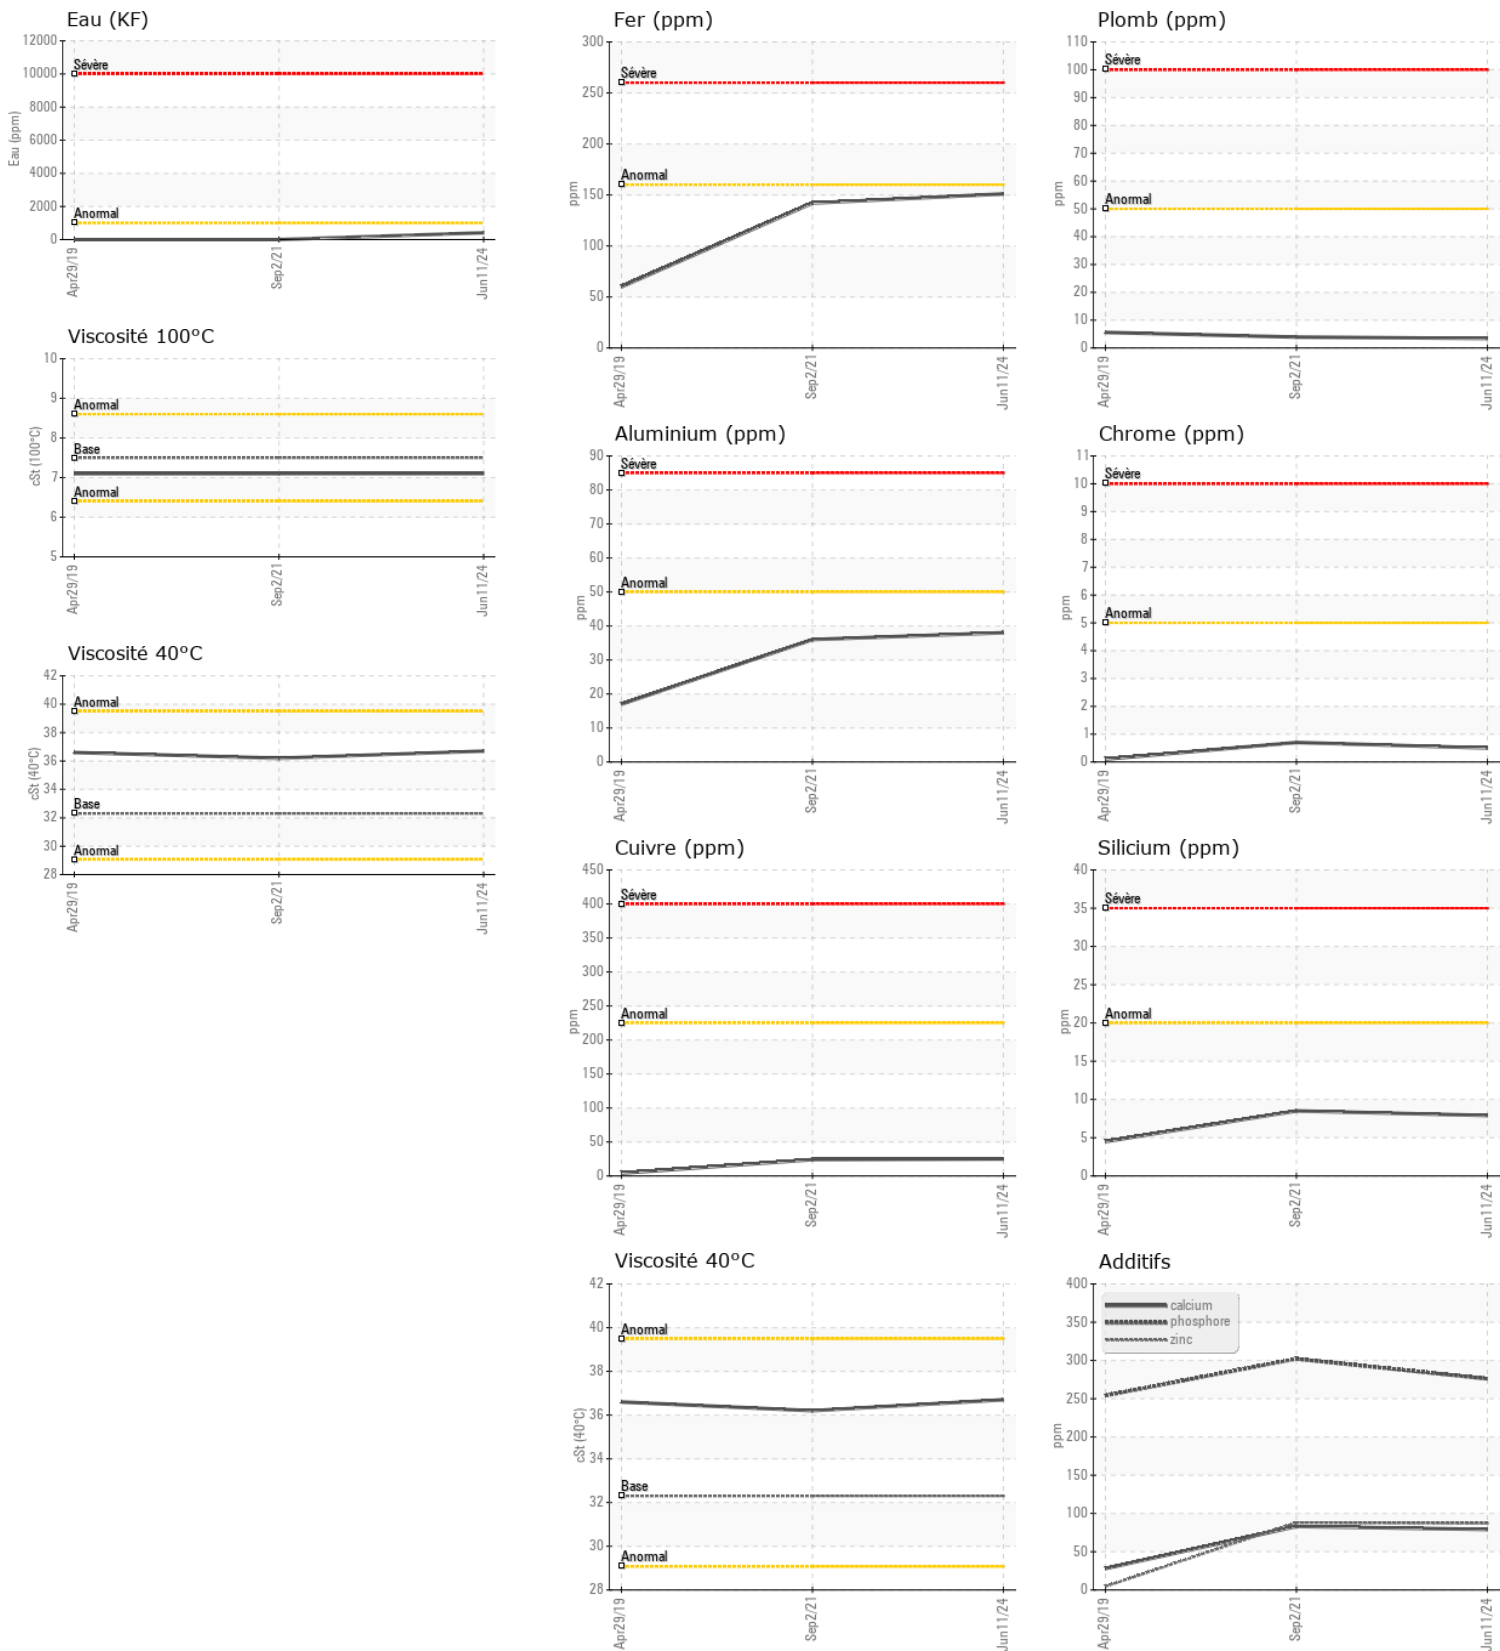 Eau (KF)
12000
10000
8000
6000
4000
2000
0
Eau (ppm)
Sévère
Anormal
Apr29/19
Sep2/21
Jun11/24
Viscosité 100°C
10
9
8
7
6
5
cSt (100°C)
Anormal
Base
Anormal
Apr29/19
Sep2/21
Jun11/24
Viscosité 40°C
42
40
38
36
34
32
30
28
cSt (40°C)
Anormal
Base
Anormal
Apr29/19
Sep2/21
Jun11/24
Fer (ppm)
300
250
200
150
100
50
0
ppm
Sévère
Anormal
Apr29/19
Sep2/21
Jun11/24
Plomb (ppm)
110
100
90
80
70
60
50
40
30
20
10
0
ppm
Sévère
Anormal
Apr29/19
Sep2/21
Jun11/24
Aluminium (ppm)
90
80
70
60
50
40
30
20
10
0
ppm
Sévère
Anormal
Apr29/19
Sep2/21
Jun11/24
Chrome (ppm)
11
10
9
8
7
6
5
4
3
2
1
0
ppm
Sévère
Anormal
Apr29/19
Sep2/21
Jun11/24
Cuivre (ppm)
450
400
350
300
250
200
150
100
50
0
ppm
Sévère
Anormal
Apr29/19
Sep2/21
Jun11/24
Silicium (ppm)
40
35
30
25
20
15
10
5
0
ppm
Sévère
Anormal
Apr29/19
Sep2/21
Jun11/24
Viscosité 40°C
42
40
38
36
34
32
30
28
cSt (40°C)
Anormal
Base
Anormal
Apr29/19
Sep2/21
Jun11/24
Additifs
400
350
300
250
200
150
100
50
0
ppm
calcium
phosphore
zinc
Apr29/19
Sep2/21
Jun11/24